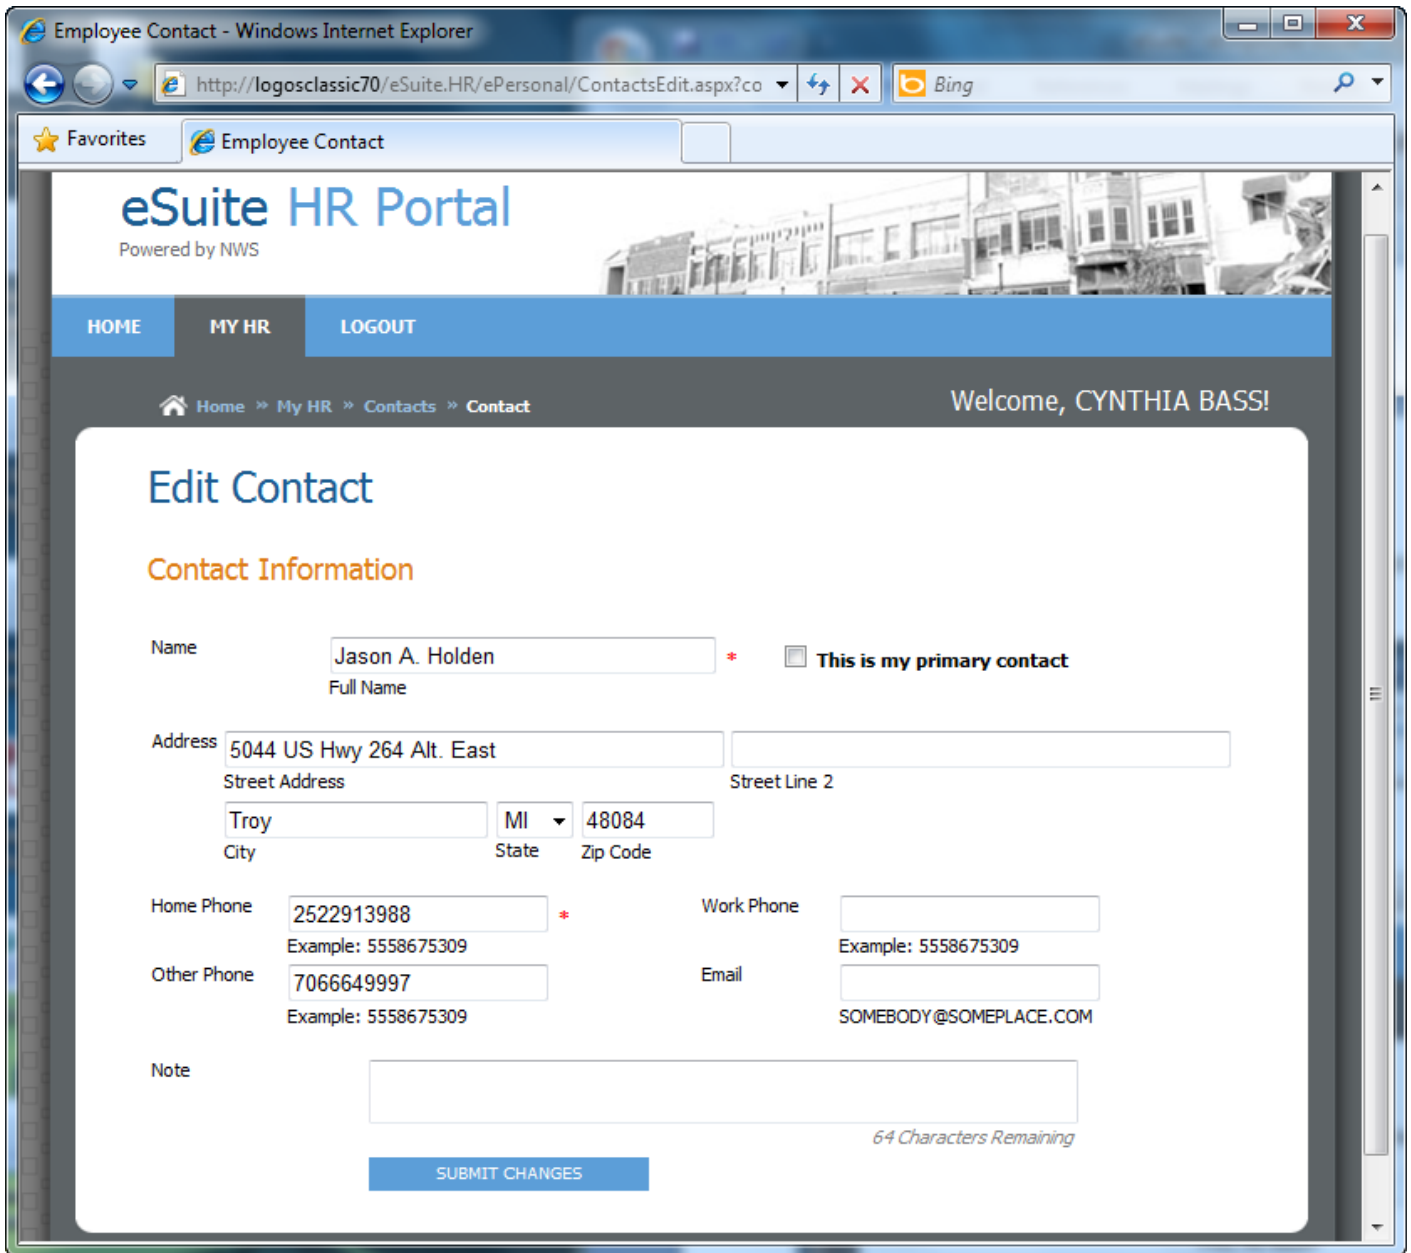 Employee Contact - Windows Internet Explorer
http://logosclassic70/eSuite.HR/ePersonal/ContactsEdit.aspx?co
Bing
Favorites
Employee Contact
eSuite HR Portal
Powered by NWS
HOME MY HR LOGOUT
Home » My HR » Contacts » Contact
Welcome, CYNTHIA BASS!
Edit Contact
Contact Information
Name Jason A. Holden * This is my primary contact
Full Name
Address 5044 US Hwy 264 Alt. East
Street Address Street Line 2
Troy MI 48084
City State Zip Code
Home Phone 2522913988 * Work Phone
Example: 5558675309 Example: 5558675309
Other Phone 7066649997 Email
Example: 5558675309 SOMEBODY@SOMEPLACE.COM
Note
64 Characters Remaining
SUBMIT CHANGES